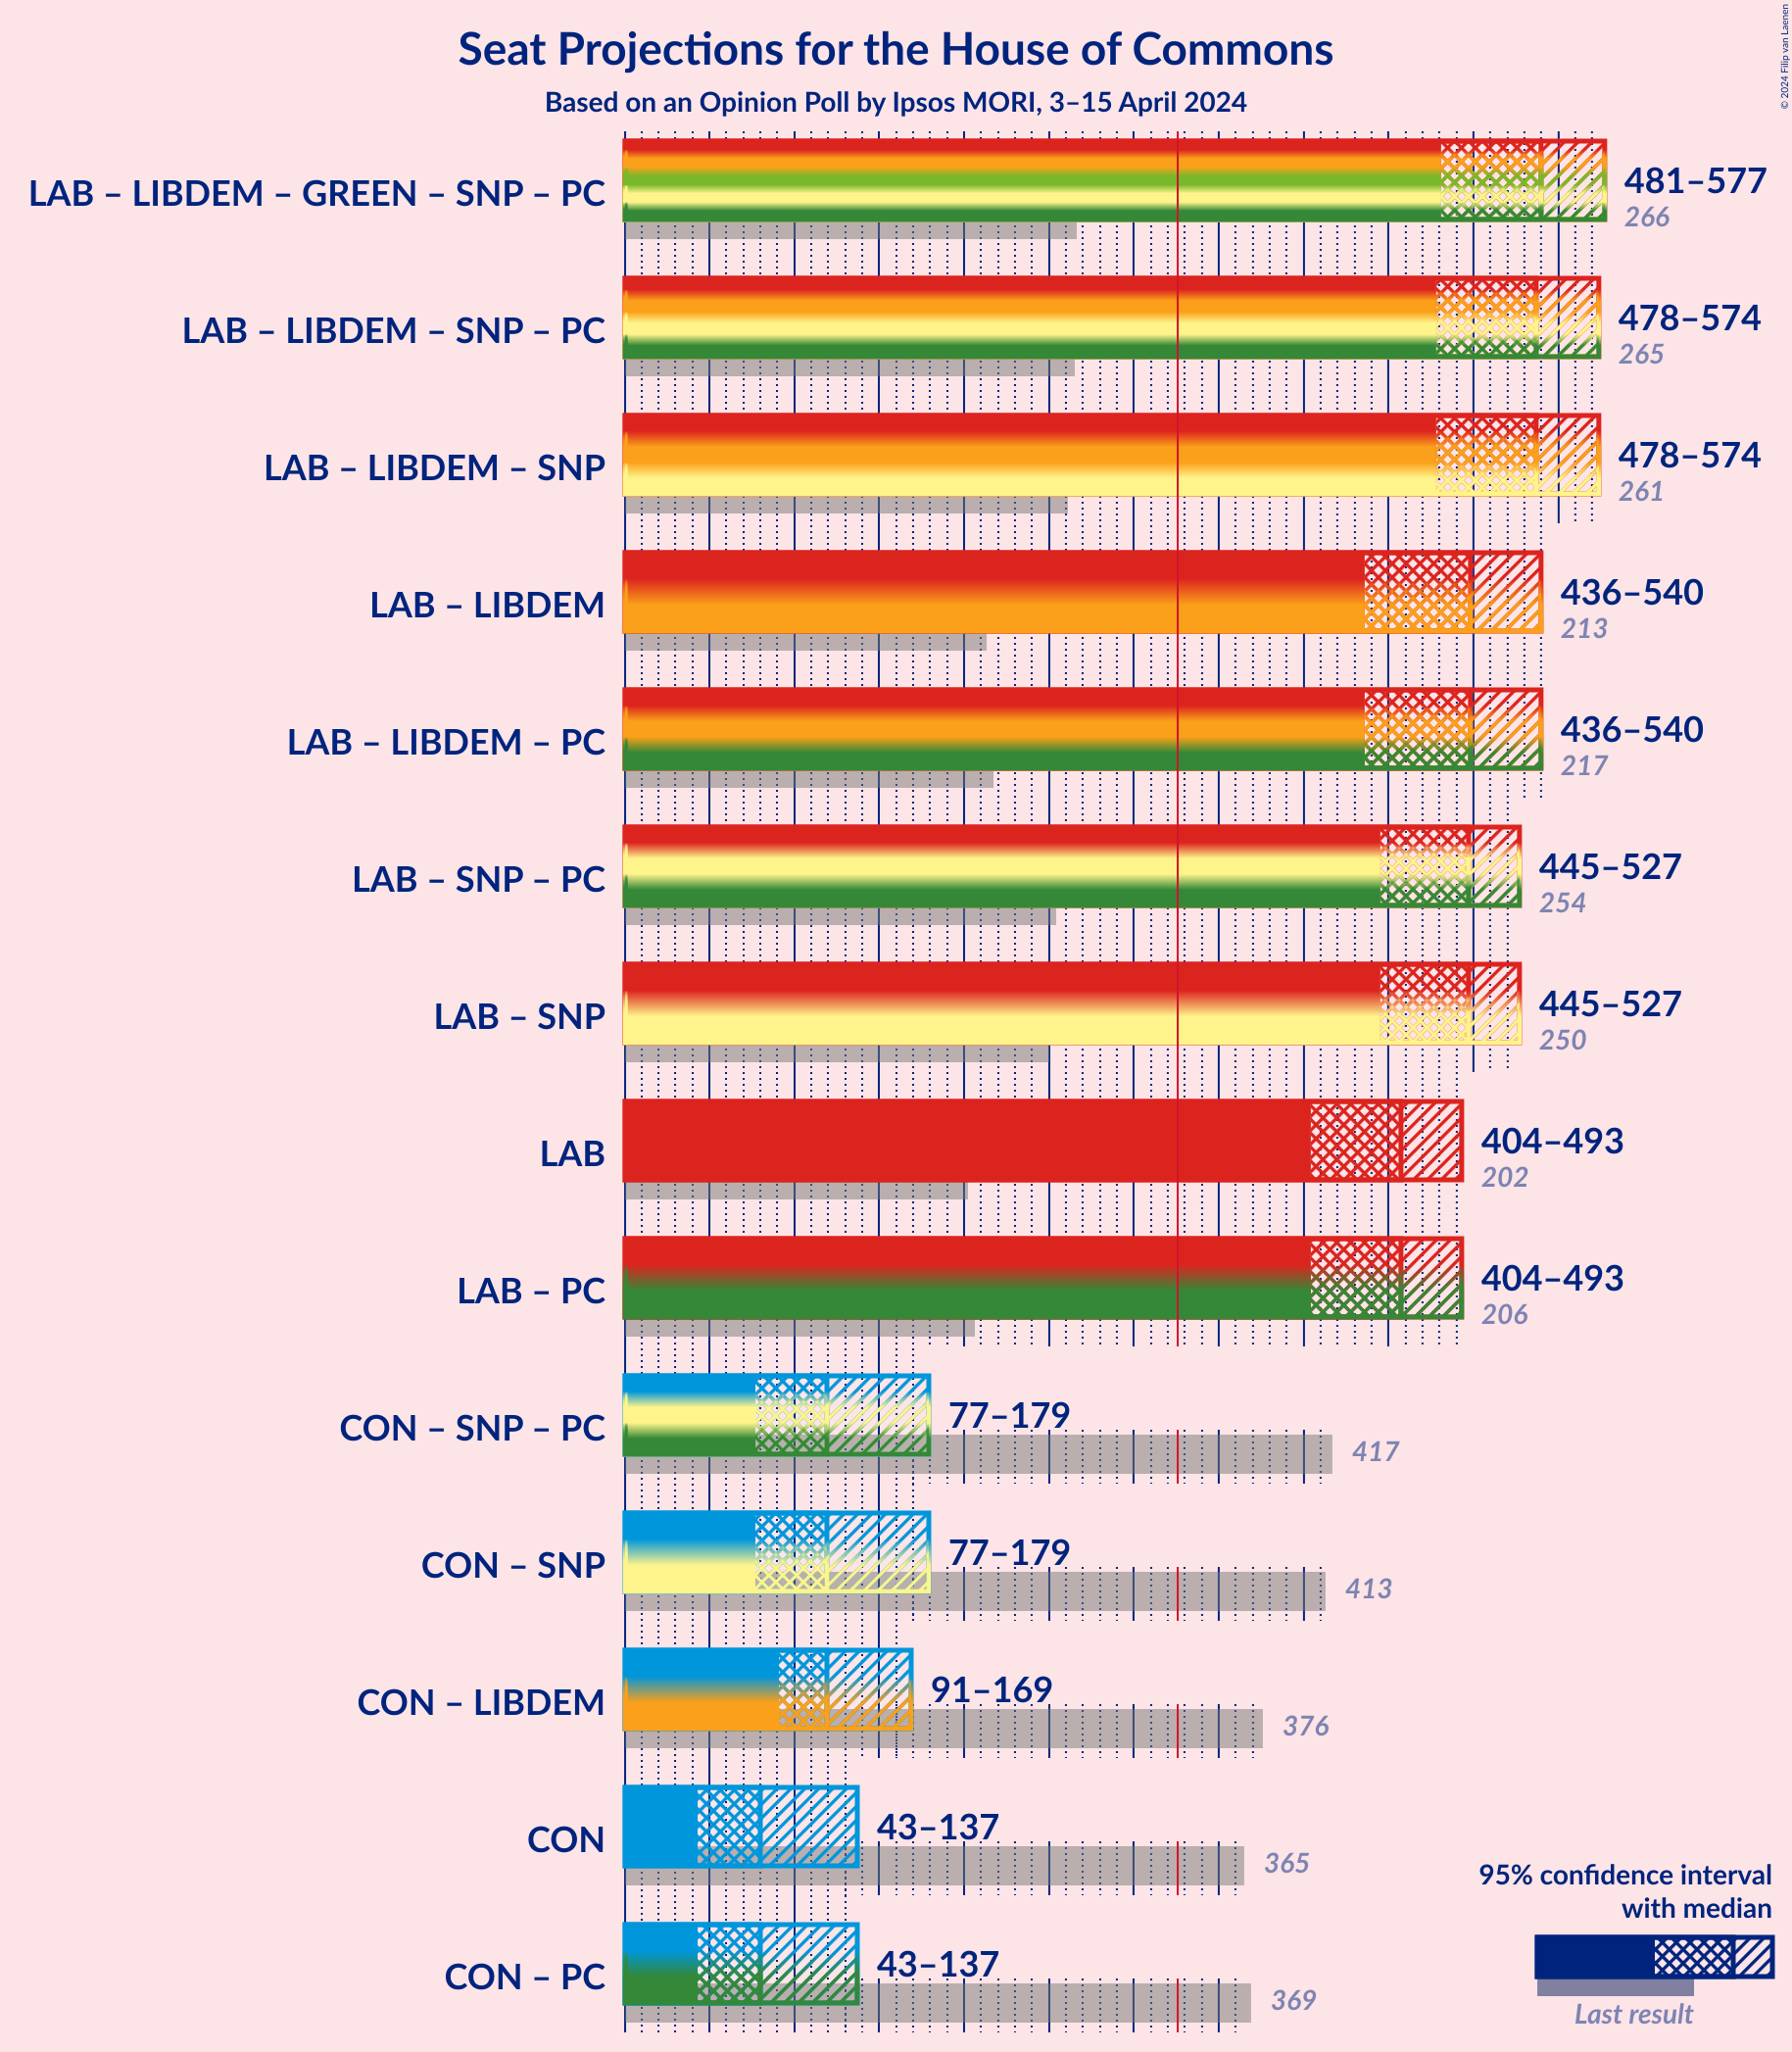 Seat Projections for the House of Commons
Based on an Opinion Poll by Ipsos MORI, 3–15 April 2024
© 2024 Filip van Laenen
LAB – LIBDEM – GREEN – SNP – PC
481–577
266
LAB – LIBDEM – SNP – PC
478–574
265
LAB – LIBDEM – SNP
478–574
261
LAB – LIBDEM
436–540
213
LAB – LIBDEM – PC
436–540
217
LAB – SNP – PC
445–527
254
LAB – SNP
445–527
250
LAB
404–493
202
LAB – PC
404–493
206
CON – SNP – PC
77–179
417
CON – SNP
77–179
413
CON – LIBDEM
91–169
376
CON
43–137
365
CON – PC
43–137
369
95% confidence interval
with median
Last result